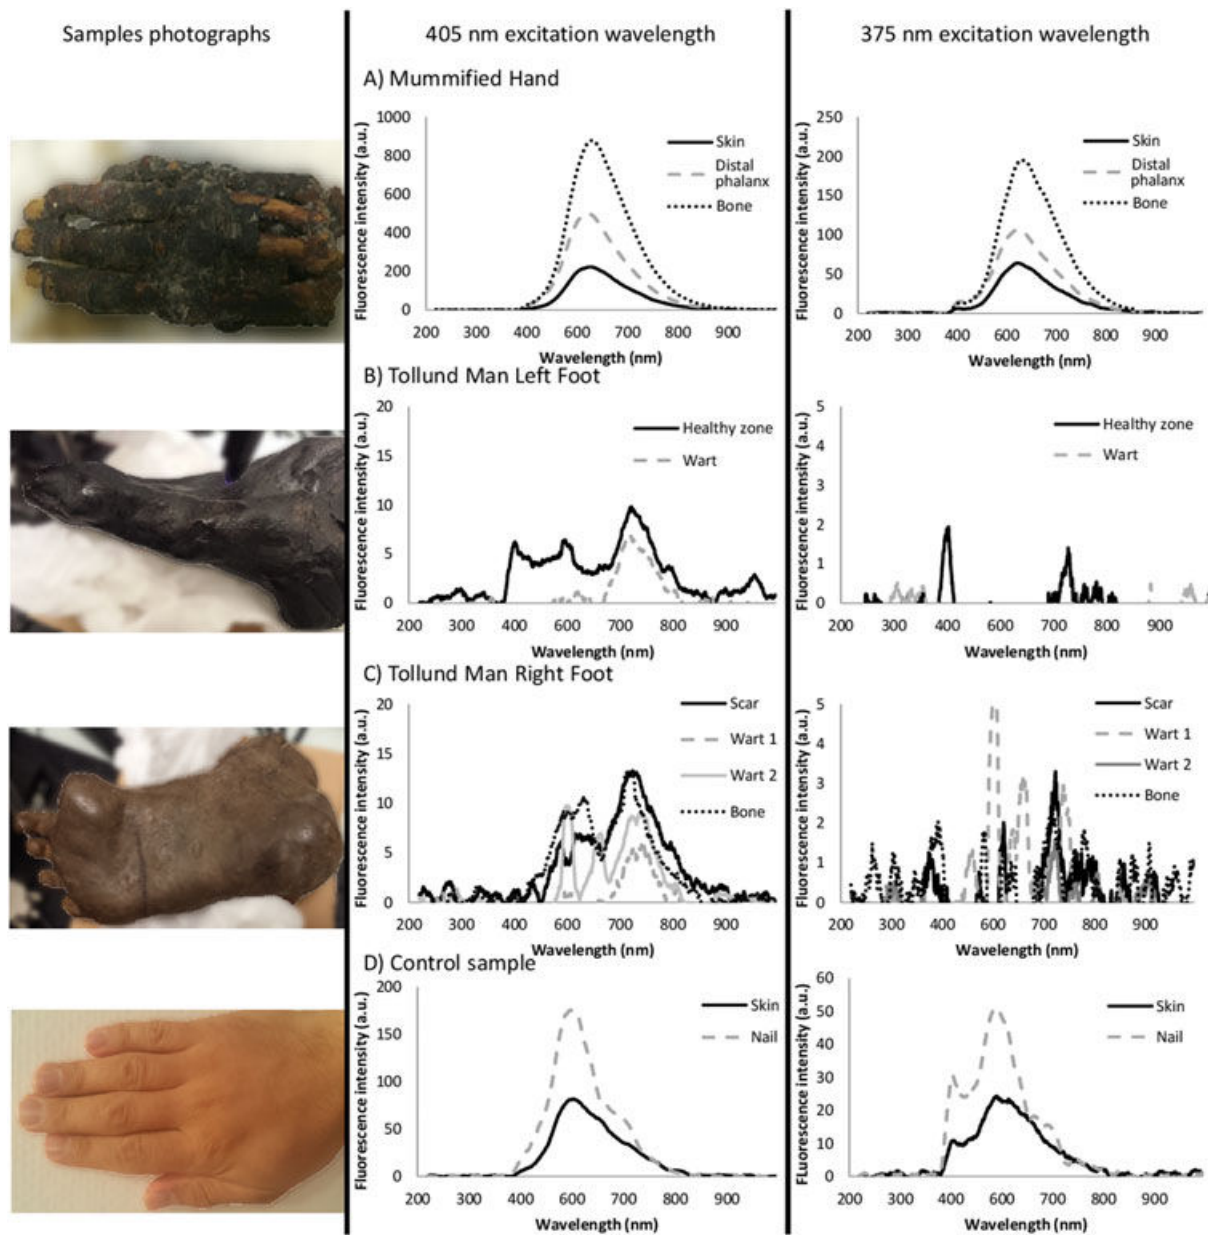 Samples photographs
405 nm excitation wavelength
375 nm excitation wavelength
A) Mummified Hand
Fluorescence intensity (a.u.)
1000
800
600
400
200
0
200 300 400 500 600 700 800 900
Wavelength (nm)
Skin
Distal
phalanx
Bone
Fluorescence intensity (a.u.)
250
200
150
100
50
0
200 300 400 500 600 700 800 900
Wavelength (nm)
Skin
Distal
phalanx
Bone
B) Tollund Man Left Foot
Fluorescence intensity (a.u.)
20
15
10
5
0
200 300 400 500 600 700 800 900
Wavelength (nm)
Healthy zone
Wart
Fluorescence intensity (a.u.)
5
4
3
2
1
0
200 300 400 500 600 700 800 900
Wavelength (nm)
Healthy zone
Wart
C) Tollund Man Right Foot
Fluorescence intensity (a.u.)
20
15
10
5
0
200 300 400 500 600 700 800 900
Wavelength (nm)
Scar
Wart 1
Wart 2
Bone
Fluorescence intensity (a.u.)
5
4
3
2
1
0
200 300 400 500 600 700 800 900
Wavelength (nm)
Scar
Wart 1
Wart 2
Bone
D) Control sample
Fluorescence intensity (a.u.)
200
150
100
50
0
200 300 400 500 600 700 800 900
Wavelength (nm)
Skin
Nail
FLuorescence intensity (a.u.)
60
50
40
30
20
10
0
200 300 400 500 600 700 800 900
Wavelength (nm)
Skin
Nail